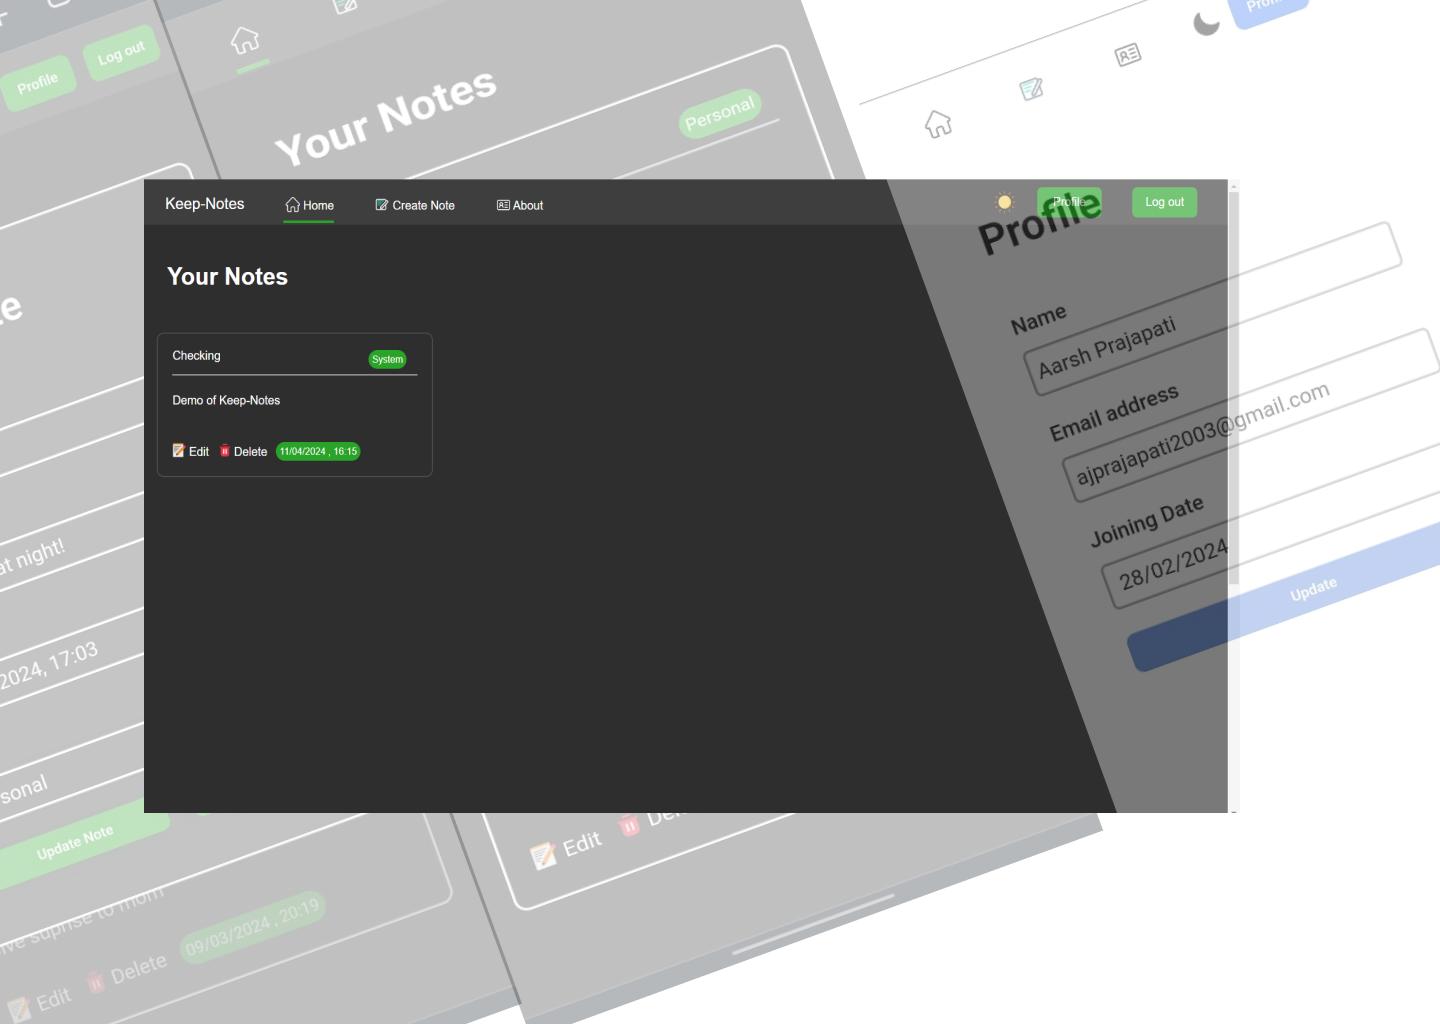 Profile
Log out
Your Notes
Personal
Keep-Notes
Home
Create Note
About
Profile
Log out
Your Notes
Checking
System
Demo of Keep-Notes
Edit
Delete
11/04/2024 , 16:15
Profile
Name
Aarsh Prajapati
Email address
ajprajapati2003@gmail.com
Joining Date
28/02/2024
Update
at night!
2024, 17:03
sonal
Update Note
suprise to mom
Edit
Delete
09/03/2024 , 20:19
Edit